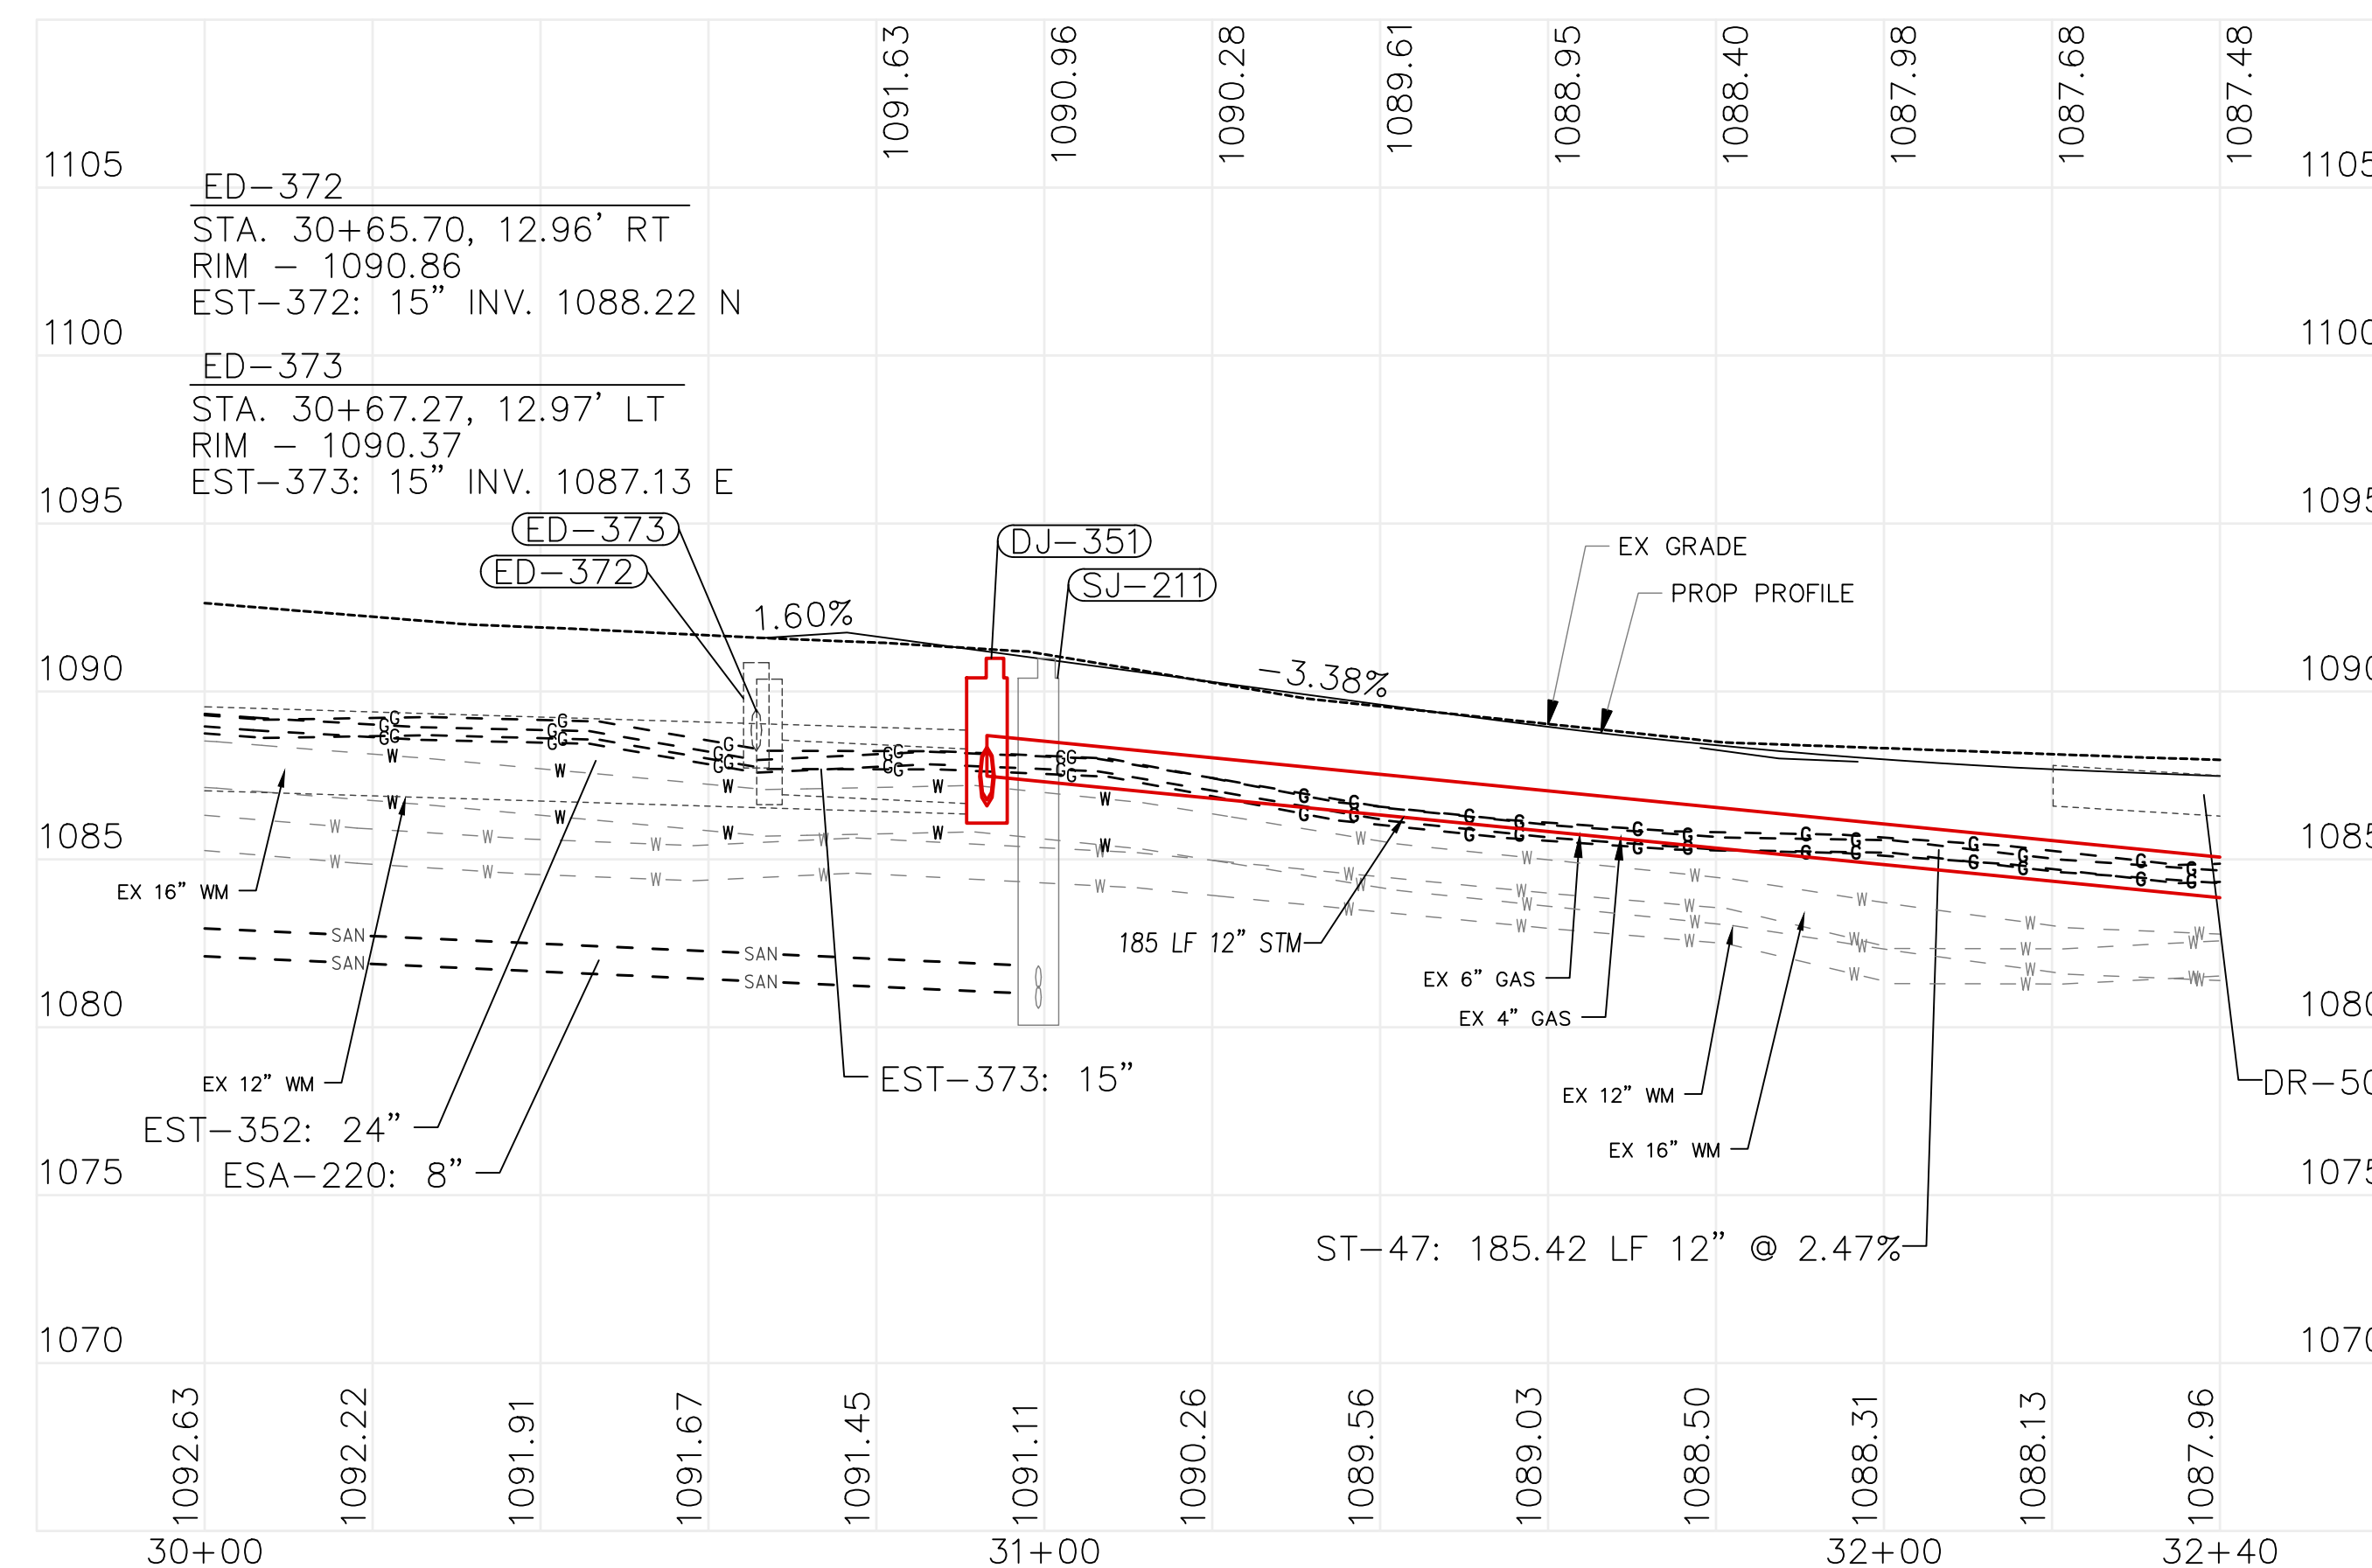 1091.63
1090.96
1090.28
1089.61
1088.95
1088.40
1087.98
1087.68
1087.48
1105
1105
ED-372
STA. 30+65.70, 12.96' RT
RIM - 1090.86
EST-372: 15" INV. 1088.22 N
1100
1100
ED-373
STA. 30+67.27, 12.97' LT
RIM - 1090.37
EST-373: 15" INV. 1087.13 E
1095
1095
ED-373
DJ-351
EX GRADE
ED-372
SJ-211
PROP PROFILE
1.60%
-3.38%
1090
1090
G G G G G G G G G G G G
W W W W W W W W
1085
1085
EX 16" WM
SAN SAN
SAN SAN
185 LF 12" STM
EX 6" GAS
EX 4" GAS
1080
1080
EX 12" WM
EST-373: 15"
EX 12" WM
DR-50
EST-352: 24"
EX 16" WM
ESA-220: 8"
1075
1075
ST-47: 185.42 LF 12" @ 2.47%
1070
1070
1092.63
1092.22
1091.91
1091.67
1091.45
1091.11
1090.26
1089.56
1089.03
1088.50
1088.31
1088.13
1087.96
30+00
31+00
32+00
32+40